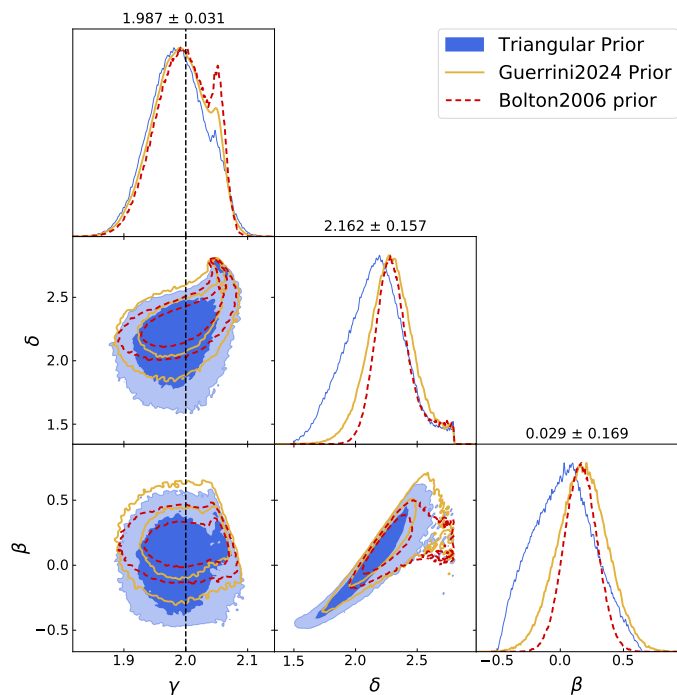 1.987 ± 0.031
Triangular Prior
Guerrini2024 Prior
Bolton2006 prior
2.162 ± 0.157
δ
2.5
2.0
1.5
0.029 ± 0.169
β
0.5
0.0
−0.5
1.9 2.0 2.1
1.5 2.0 2.5
−0.5 0.0 0.5
γ δ β